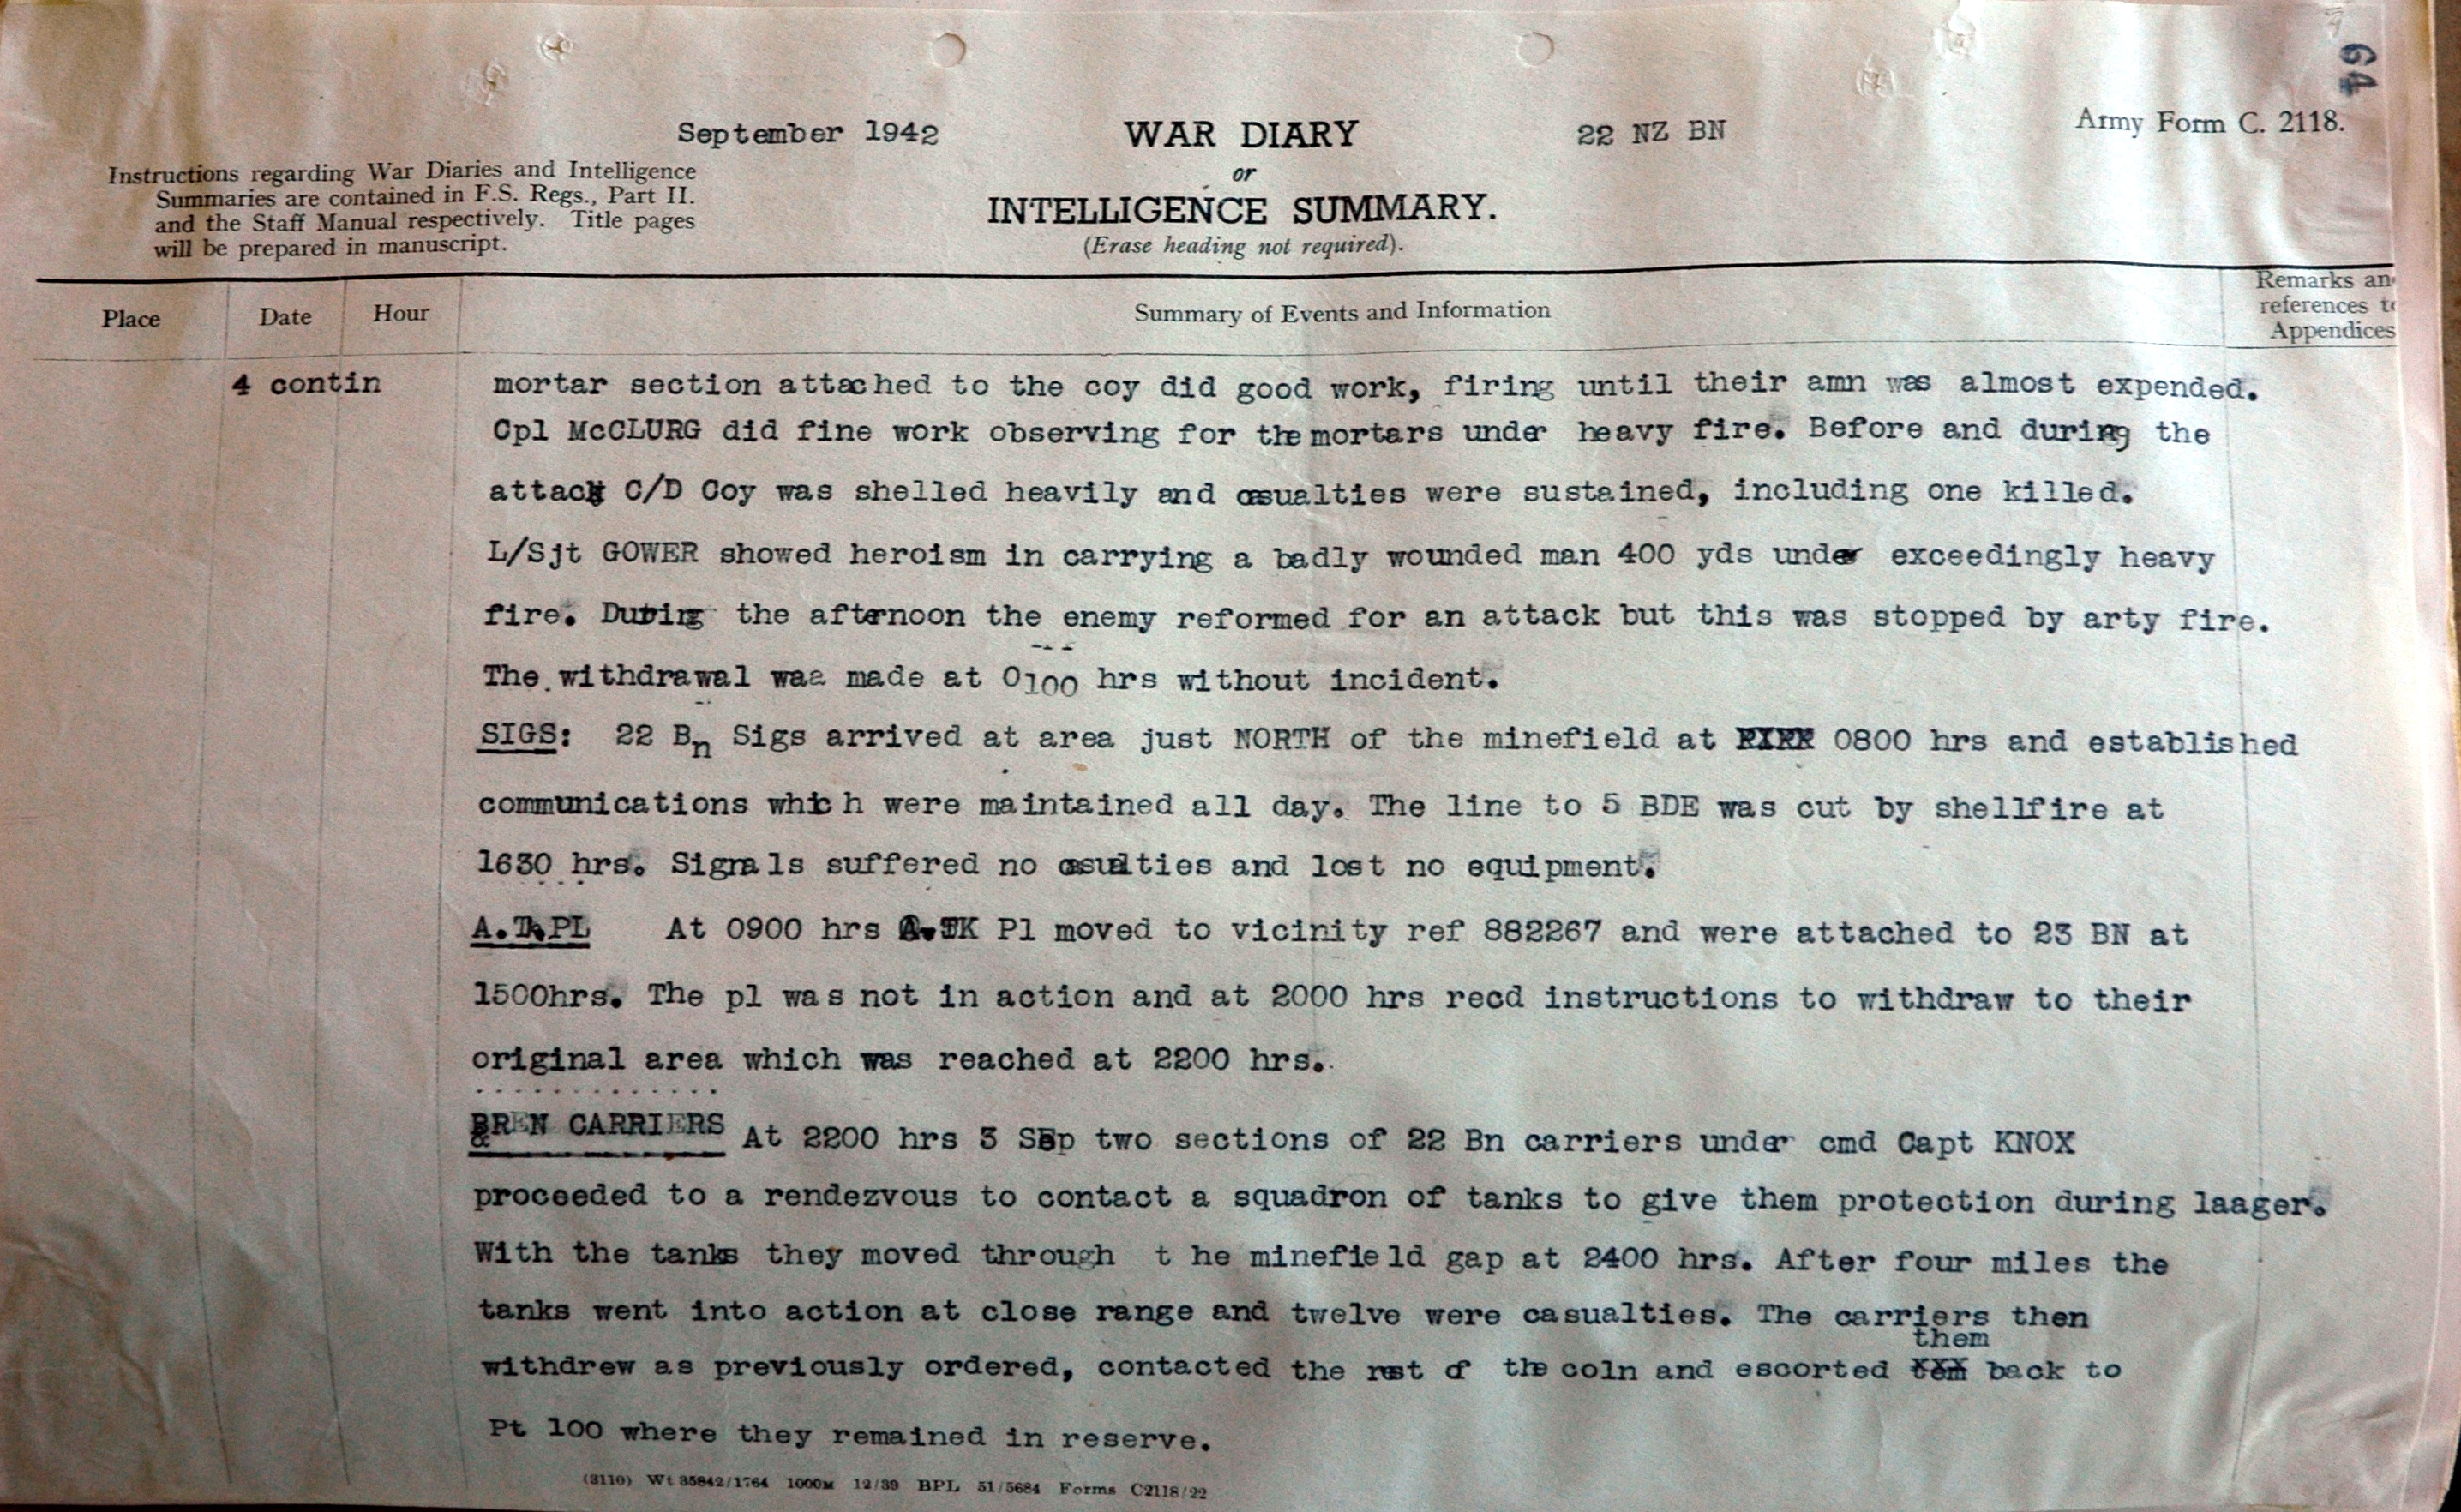 64
September 1942 WAR DIARY 22 NZ BN Army Form C. 2118.
or
INTELLIGENCE SUMMARY.
(Erase heading not required).
Instructions regarding War Diaries and Intelligence
Summaries are contained in F.S. Regs., Part II.
and the Staff Manual respectively. Title pages
will be prepared in manuscript.
Place Date Hour Summary of Events and Information
Remarks an
references t
Appendices
4 contin mortar section attached to the coy did good work, firing until their amn was almost expended.
Cpl McCLURG did fine work observing for the mortars under heavy fire. Before and during the
attack C/D Coy was shelled heavily and casualties were sustained, including one killed.
L/Sjt GOWER showed heroism in carrying a badly wounded man 400 yds under exceedingly heavy
fire. During the afternoon the enemy reformed for an attack but this was stopped by arty fire.
The withdrawal was made at 0100 hrs without incident.
SIGS: 22 Bn Sigs arrived at area just NORTH of the minefield at 0800 hrs and established
communications which were maintained all day. The line to 5 BDE was cut by shellfire at
1630 hrs. Signals suffered no casulties and lost no equipment.
A.Tk PL At 0900 hrs A.TK Pl moved to vicinity ref 882267 and were attached to 23 BN at
1500hrs. The pl was not in action and at 2000 hrs recd instructions to withdraw to their
original area which was reached at 2200 hrs.
BREN CARRIERS At 2200 hrs 3 Sep two sections of 22 Bn carriers under cmd Capt KNOX
proceeded to a rendezvous to contact a squadron of tanks to give them protection during laager.
With the tanks they moved through t he minefield gap at 2400 hrs. After four miles the
tanks went into action at close range and twelve were casualties. The carriers then
withdrew as previously ordered, contacted the rest of the coln and escorted them back to
Pt 100 where they remained in reserve.
(3110) Wt 35842/1764 1000M 12/39 BPL 51/5684 Forms C2118/22